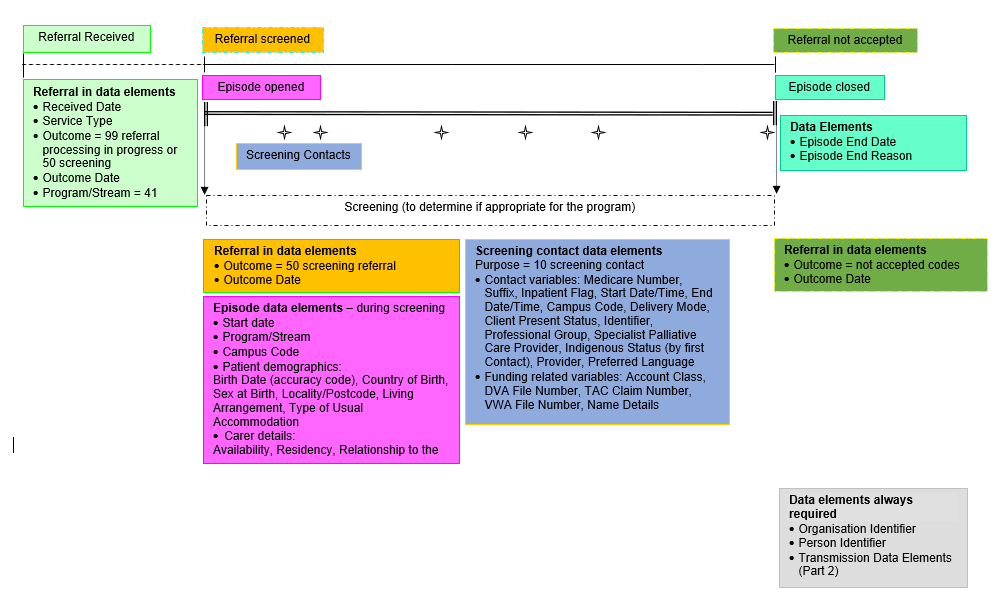 Referral Received
Referral screened
Referral not accepted
Episode opened
Episode closed
Referral in data elements
• Received Date
• Service Type
• Outcome = 99 referral
processing in progress or
50 screening
• Outcome Date
• Program/Stream = 41
Screening Contacts
Data Elements
• Episode End Date
• Episode End Reason
Screening (to determine if appropriate for the program)
Referral in data elements
• Outcome = 50 screening referral
• Outcome Date
Episode data elements – during screening
• Start date
• Program/Stream
• Campus Code
• Patient demographics:
Birth Date (accuracy code), Country of Birth,
Sex at Birth, Locality/Postcode, Living
Arrangement, Type of Usual
Accommodation
• Carer details:
Availability, Residency, Relationship to the
Screening contact data elements
Purpose = 10 screening contact
• Contact variables: Medicare Number,
Suffix, Inpatient Flag, Start Date/Time, End
Date/Time, Campus Code, Delivery Mode,
Client Present Status, Identifier,
Professional Group, Specialist Palliative
Care Provider, Indigenous Status (by first
Contact), Provider, Preferred Language
• Funding related variables: Account Class,
DVA File Number, TAC Claim Number,
VWA File Number, Name Details
Referral in data elements
• Outcome = not accepted codes
• Outcome Date
Data elements always
required
• Organisation Identifier
• Person Identifier
• Transmission Data Elements
(Part 2)